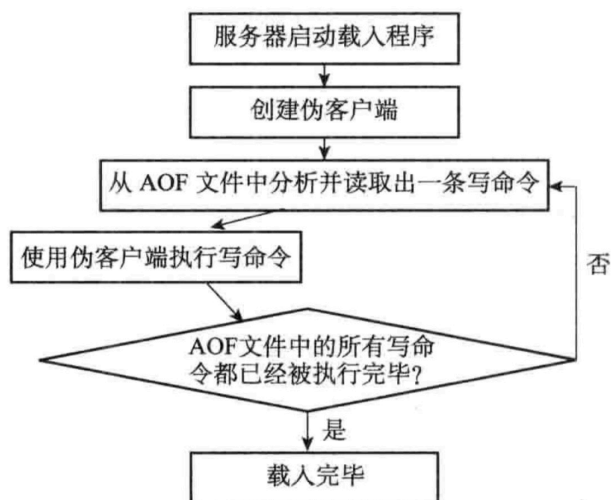 服务器启动载入程序
创建伪客户端
从 AOF 文件中分析并读取出一条写命令
使用伪客户端执行写命令
否
AOF文件中的所有写命
令都已经被执行完毕?
是
载入完毕